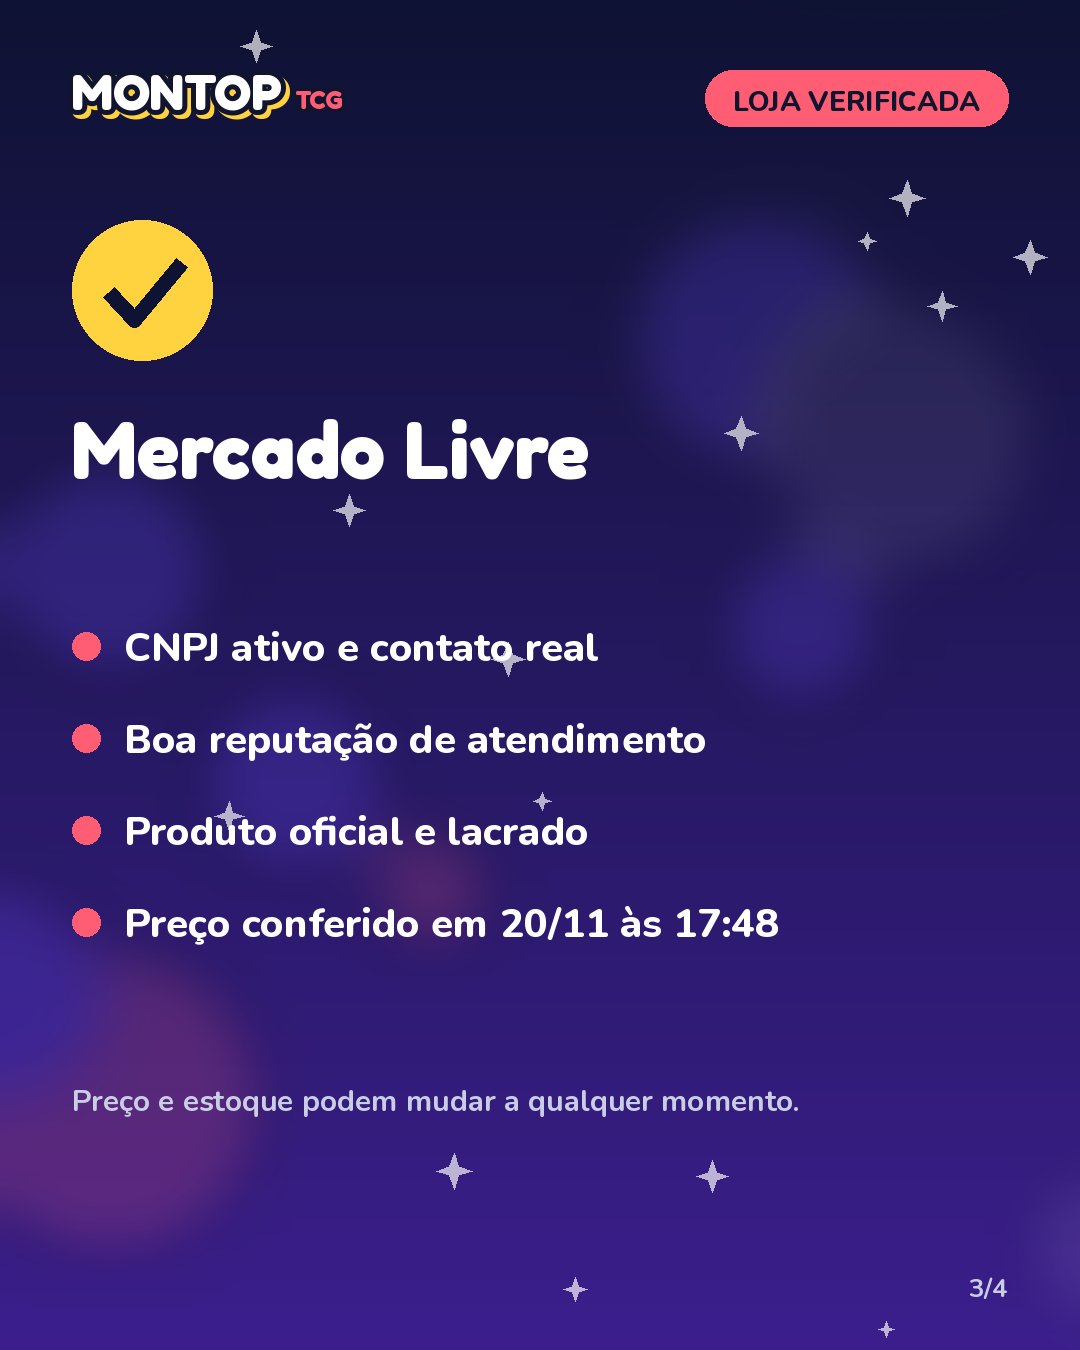 MONTOP TCG
LOJA VERIFICADA
Mercado Livre
CNPJ ativo e contato real
Boa reputação de atendimento
Produto oficial e lacrado
Preço conferido em 20/11 às 17:48
Preço e estoque podem mudar a qualquer momento.
3/4